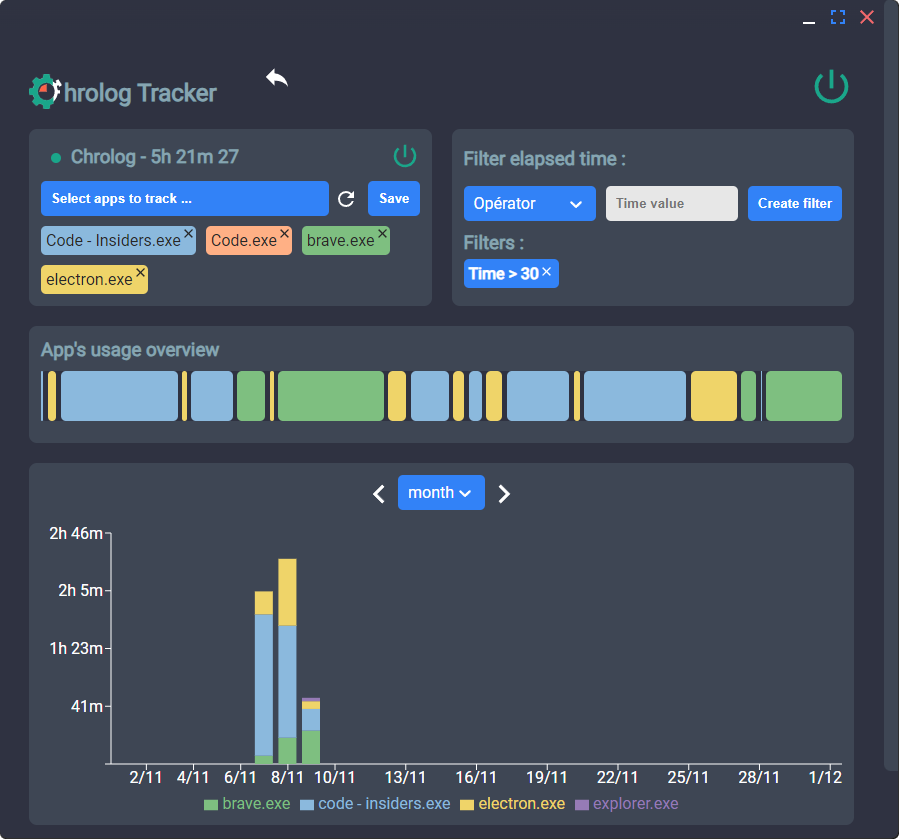 Chrolog Tracker
Chrolog - 5h 21m 27
Select apps to track ...
Save
Code - Insiders.exe
Code.exe
brave.exe
electron.exe
Filter elapsed time :
Opérator
Time value
Create filter
Filters :
Time > 30
App's usage overview
month
2h 46m
2h 5m
1h 23m
41m
2/11 4/11 6/11 8/11 10/11 13/11 16/11 19/11 22/11 25/11 28/11 1/12
brave.exe code - insiders.exe electron.exe explorer.exe